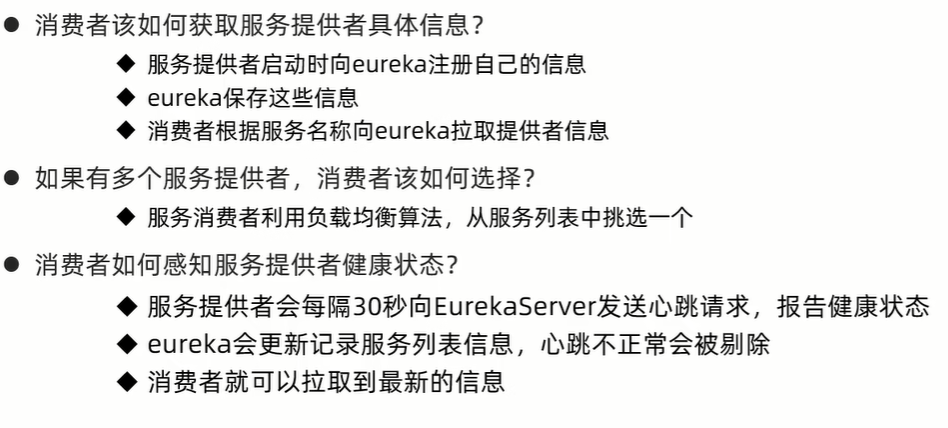 ● 消费者该如何获取服务提供者具体信息？
◆ 服务提供者启动时向eureka注册自己的信息
◆ eureka保存这些信息
◆ 消费者根据服务名称向eureka拉取提供者信息
● 如果有多个服务提供者，消费者该如何选择？
◆ 服务消费者利用负载均衡算法，从服务列表中挑选一个
● 消费者如何感知服务提供者健康状态？
◆ 服务提供者会每隔30秒向EurekaServer发送心跳请求，报告健康状态
◆ eureka会更新记录服务列表信息，心跳不正常会被剔除
◆ 消费者就可以拉取到最新的信息